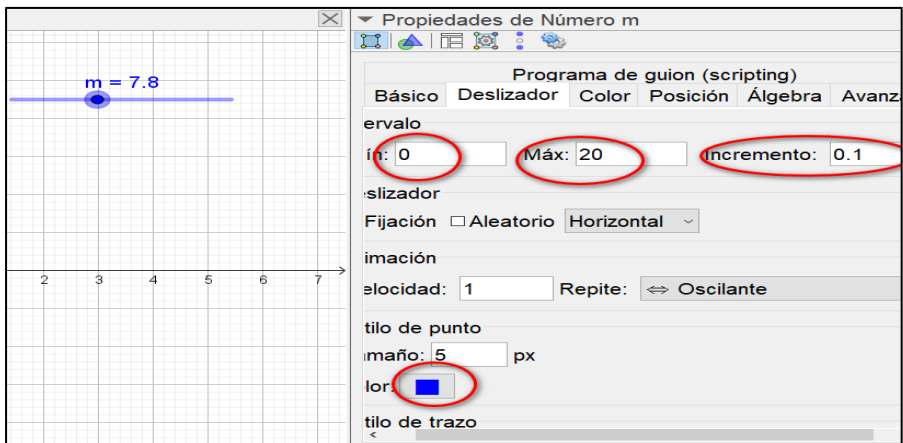 Propiedades de Número m
m = 7.8
Programa de guion (scripting)
Básico Deslizador Color Posición Álgebra Avanz
ervalo
ín: 0 Máx: 20 Incremento: 0.1
eslizador
Fijación Aleatorio Horizontal
imación
elocidad: 1 Repite: ⇔ Oscilante
tilo de punto
maño: 5 px
lor:
tilo de trazo
2 3 4 5 6 7